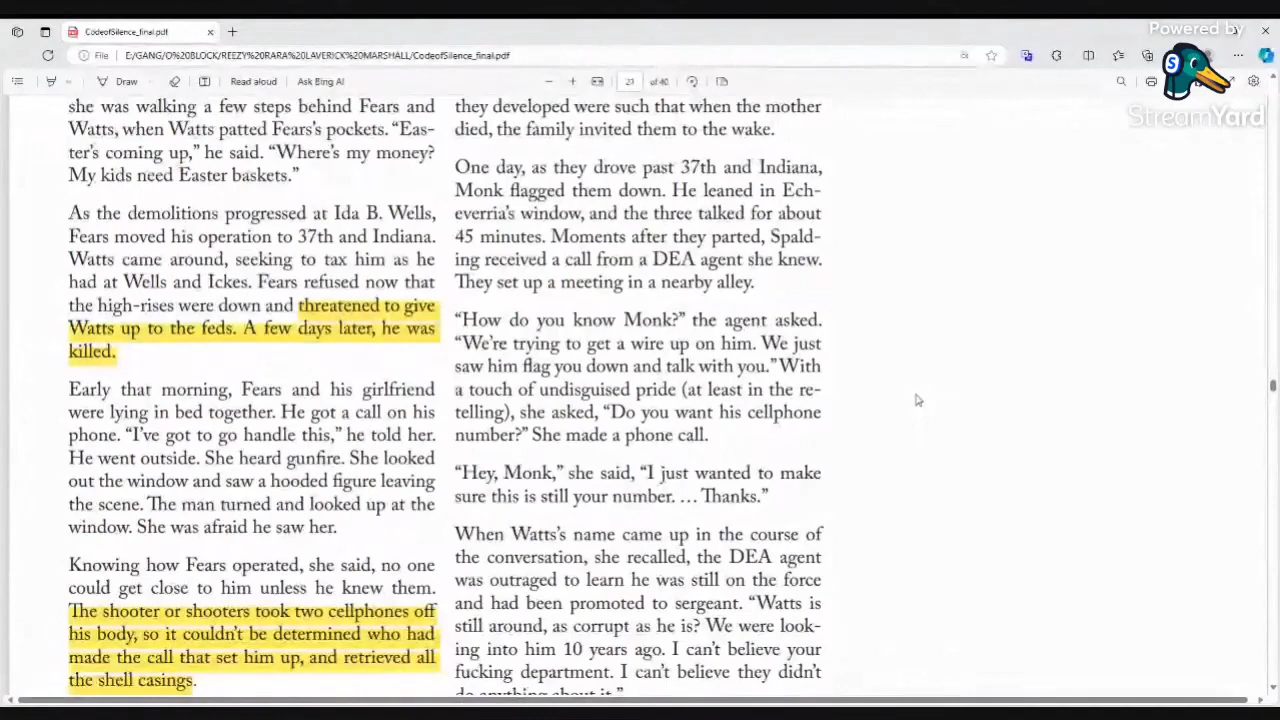 Powered by
StreamYard
CodeofSilence_final.pdf
File
E:/GANG/O%20BLOCK/REEZY%20RARA%20LAVERICK%20MARSHALL/CodeofSilence_final.pdf
Draw
Read aloud
Ask Bing AI
of 40
she was walking a few steps behind Fears and
Watts, when Watts patted Fears's pockets. “Eas-
ter's coming up,” he said. “Where's my money?
My kids need Easter baskets.”
As the demolitions progressed at Ida B. Wells,
Fears moved his operation to 37th and Indiana.
Watts came around, seeking to tax him as he
had at Wells and Ickes. Fears refused now that
the high-rises were down and threatened to give
Watts up to the feds. A few days later, he was
killed.
Early that morning, Fears and his girlfriend
were lying in bed together. He got a call on his
phone. “I've got to go handle this,” he told her.
He went outside. She heard gunfire. She looked
out the window and saw a hooded figure leaving
the scene. The man turned and looked up at the
window. She was afraid he saw her.
Knowing how Fears operated, she said, no one
could get close to him unless he knew them.
The shooter or shooters took two cellphones off
his body, so it couldn't be determined who had
made the call that set him up, and retrieved all
the shell casings.
they developed were such that when the mother
died, the family invited them to the wake.
One day, as they drove past 37th and Indiana,
Monk flagged them down. He leaned in Ech-
everria's window, and the three talked for about
45 minutes. Moments after they parted, Spald-
ing received a call from a DEA agent she knew.
They set up a meeting in a nearby alley.
“How do you know Monk?” the agent asked.
“We're trying to get a wire up on him. We just
saw him flag you down and talk with you.” With
a touch of undisguised pride (at least in the re-
telling), she asked, “Do you want his cellphone
number?” She made a phone call.
“Hey, Monk,” she said, “I just wanted to make
sure this is still your number. … Thanks.”
When Watts's name came up in the course of
the conversation, she recalled, the DEA agent
was outraged to learn he was still on the force
and had been promoted to sergeant. “Watts is
still around, as corrupt as he is? We were look-
ing into him 10 years ago. I can't believe your
fucking department. I can't believe they didn't
do anything about it.”